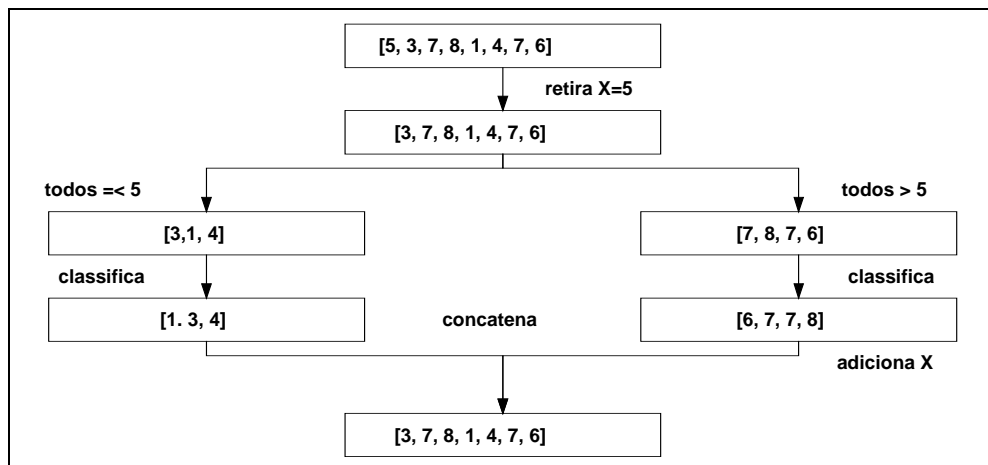 [5, 3, 7, 8, 1, 4, 7, 6]
retira X=5
[3, 7, 8, 1, 4, 7, 6]
todos =< 5
todos > 5
[3,1, 4]
[7, 8, 7, 6]
classifica
classifica
[1. 3, 4]
concatena
[6, 7, 7, 8]
adiciona X
[3, 7, 8, 1, 4, 7, 6]